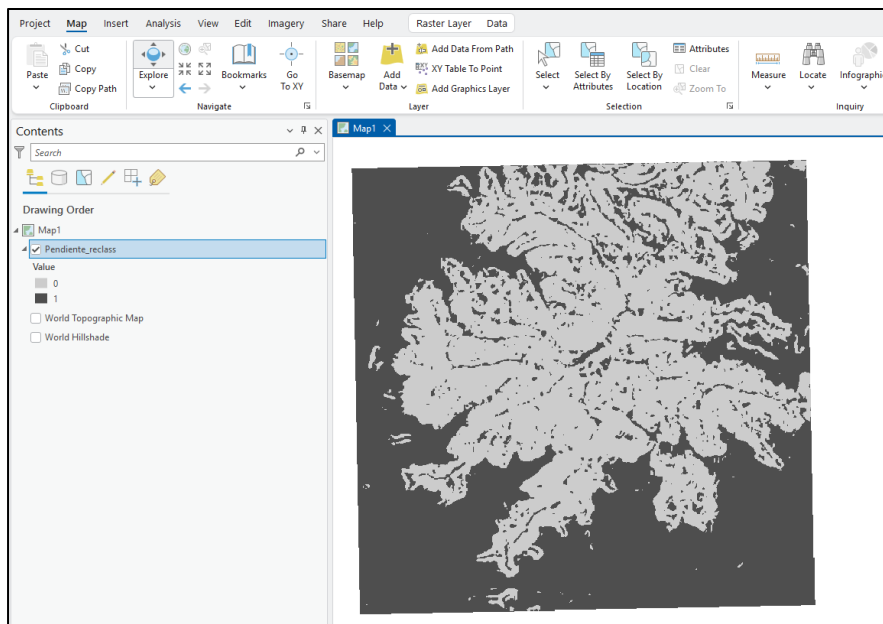 Project Map Insert Analysis View Edit Imagery Share Help Raster Layer Data
Paste
Cut
Copy
Copy Path
Clipboard
Explore
Bookmarks
Go
To XY
Navigate
Basemap
Add
Data
Add Data From Path
XY Table To Point
Add Graphics Layer
Layer
Select
Select By
Attributes
Select By
Location
Attributes
Clear
Zoom To
Selection
Measure
Locate
Infographic
Inquiry
Contents
Search
Drawing Order
Map1
Pendiente_reclass
Value
0
1
World Topographic Map
World Hillshade
Map1